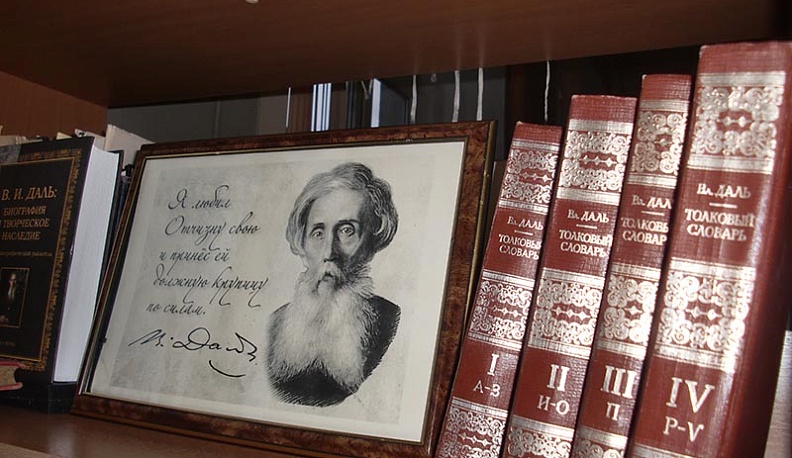 В. И. ДАЛЬ:
БИОГРАФИЯ
И ТВОРЧЕСКОЕ
НАСЛЕДИЕ
Я любил
Отчизну свою
и принёс ей
должную крупицу
по силам.
В. Даль
Вл. ДАЛЬ
ТОЛКОВЫЙ
СЛОВАРЬ
I
А-З
Вл. ДАЛЬ
ТОЛКОВЫЙ
СЛОВАРЬ
II
И-О
Вл. ДАЛЬ
ТОЛКОВЫЙ
СЛОВАРЬ
III
П
Вл. ДАЛЬ
ТОЛКОВЫЙ
СЛОВАРЬ
IV
Р-Ѵ